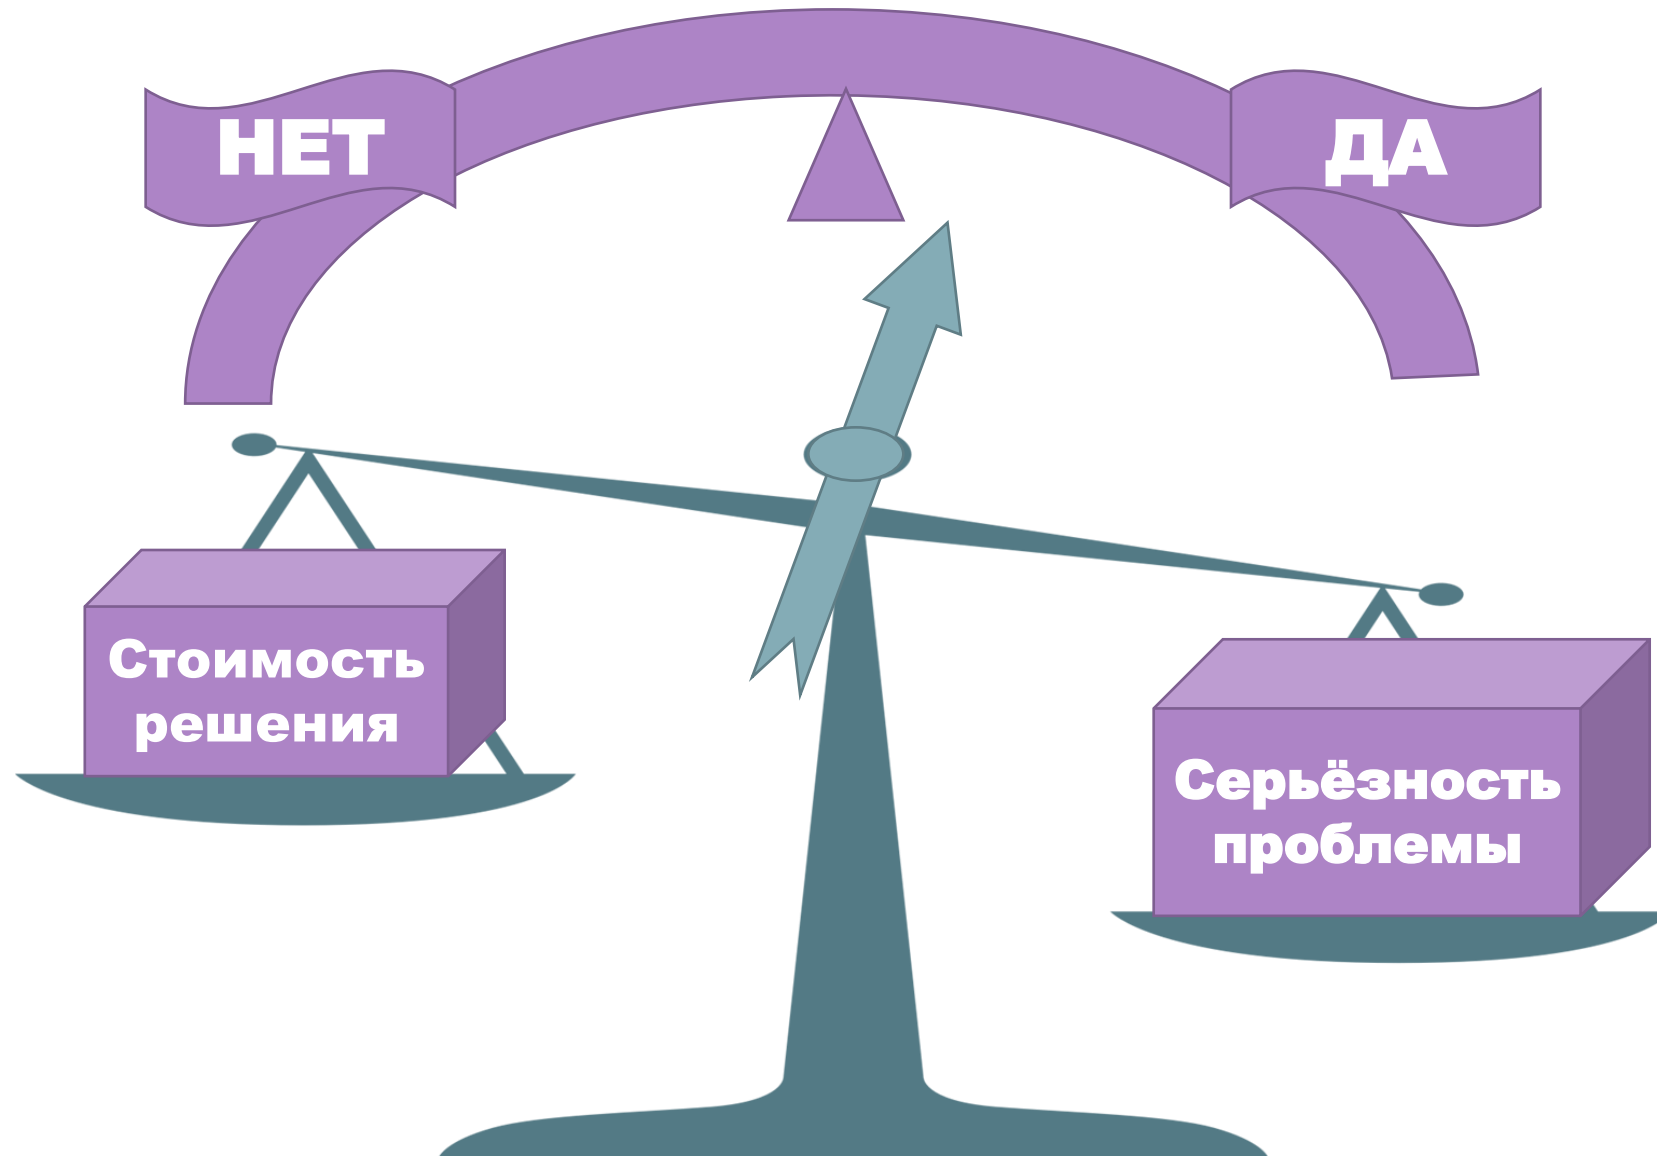 НЕТ
ДА
Стоимость
решения
Серьёзность
проблемы